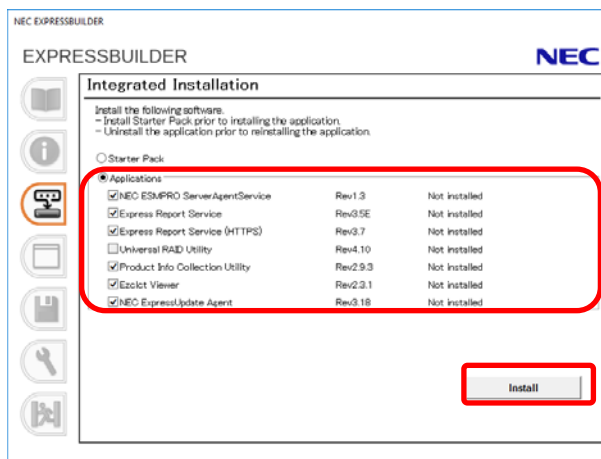 NEC EXPRESSBUILDER
EXPRESSBUILDER NEC
Integrated Installation
Install the following software.
- Install Starter Pack prior to installing the application.
- Uninstall the application prior to reinstalling the application.
Starter Pack
Applications
NEC ESMPRO ServerAgentService Rev1.3 Not installed
Express Report Service Rev3.5E Not installed
Express Report Service (HTTPS) Rev3.7 Not installed
Universal RAID Utility Rev4.10 Not installed
Product Info Collection Utility Rev2.9.3 Not installed
Ezclct Viewer Rev2.3.1 Not installed
NEC ExpressUpdate Agent Rev3.18 Not installed
Install